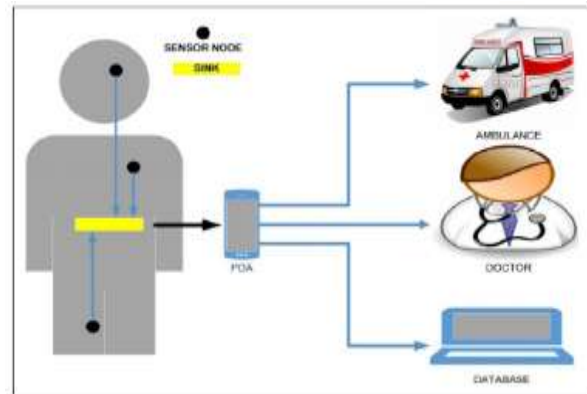 SENSOR NODE
SINK
AMBULANCE
PDA
DOCTOR
DATABASE